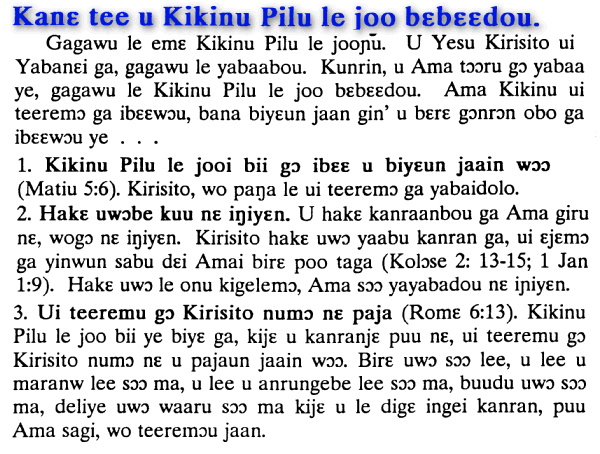 Kanɛ tee u Kikinu Pilu le joo bɛbɛɛdou.
Gagawu le emɛ Kikinu Pilu le jooɲu̅. U Yesu Kirisito ui
Yabanɛi ga, gagawu le yabaabou. Kunrin, u Ama tɔɔru gɔ yabaa
ye, gagawu le Kikinu Pilu le joo bɛbɛɛdou. Ama Kikinu ui
teeremɔ ga ibɛɛwɔu, bana biyɛun jaan gin' u bɛrɛ gɔnrɔn obo ga
ibɛɛwɔu ye . . .
1. Kikinu Pilu le jooi bii gɔ ibɛɛ u biyɛun jaain wɔɔ
(Matiu 5:6). Kirisito, wo paŋa le ui teeremɔ ga yabaidolo.
2. Hakɛ uwɔbe kuu nɛ iŋiyɛn. U hakɛ kanraanbou ga Ama giru
nɛ, wogɔ nɛ iŋiyɛn. Kirisito hakɛ uwɔ yaabu kanran ga, ui ɛjɛmɔ
ga yinwun sabu dɛi Amai birɛ poo taga (Kolɔse 2: 13-15; 1 Jan
1:9). Hakɛ uwɔ le onu kigelemɔ, Ama sɔɔ yayabadou nɛ iɲiyɛn.
3. Ui teeremu gɔ Kirisito numɔ nɛ paja (Romɛ 6:13). Kikinu
Pilu le joo bii ye biyɛ ga, kijɛ u kanranjɛ puu nɛ, ui teeremu gɔ
Kirisito numɔ nɛ u pajaun jaain wɔɔ. Birɛ uwɔ sɔɔ lee, u lee u
maranw lee sɔɔ ma, u lee u anrungebe lee sɔɔ ma, buudu uwɔ sɔɔ
ma, deliye uwɔ waaru sɔɔ ma kijɛ u le digɛ ingei kanran, puu
Ama sagi, wo teeremɔu jaan.